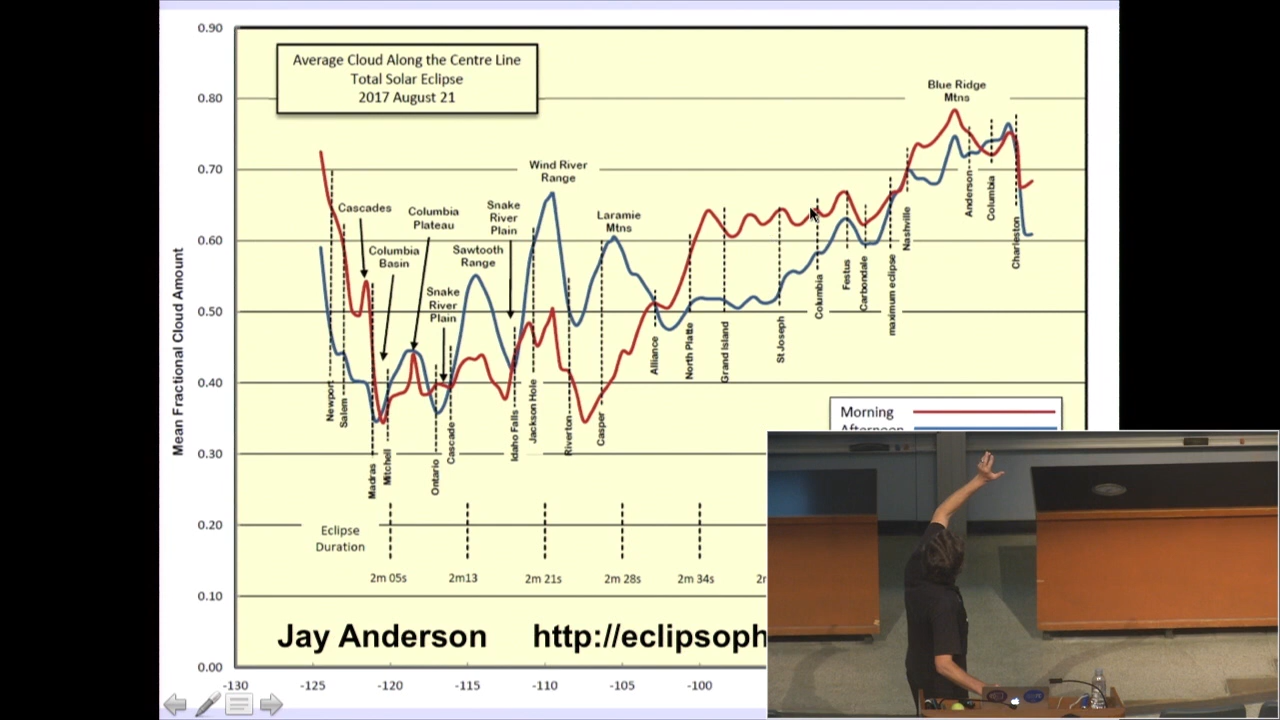 Average Cloud Along the Centre Line
Total Solar Eclipse
2017 August 21
0.90
0.80
0.70
0.60
0.50
0.40
0.30
0.20
0.10
0.00
Mean Fractional Cloud Amount
Cascades
Columbia
Basin
Columbia
Plateau
Snake
River
Plain
Sawtooth
Range
Snake
River
Plain
Wind River
Range
Laramie
Mtns
Blue Ridge
Mtns
Newport
Salem
Madras
Mitchell
Ontario
Cascade
Idaho Falls
Jackson Hole
Riverton
Casper
Alliance
North Platte
Grand Island
St Joseph
Columbia
Festus
Carbondale
maximum eclipse
Nashville
Anderson
Columbia
Charleston
Morning
Afternoon
Eclipse
Duration
2m 05s
2m13
2m 21s
2m 28s
2m 34s
Jay Anderson http://eclipsoph
-130
-125
-120
-115
-110
-105
-100